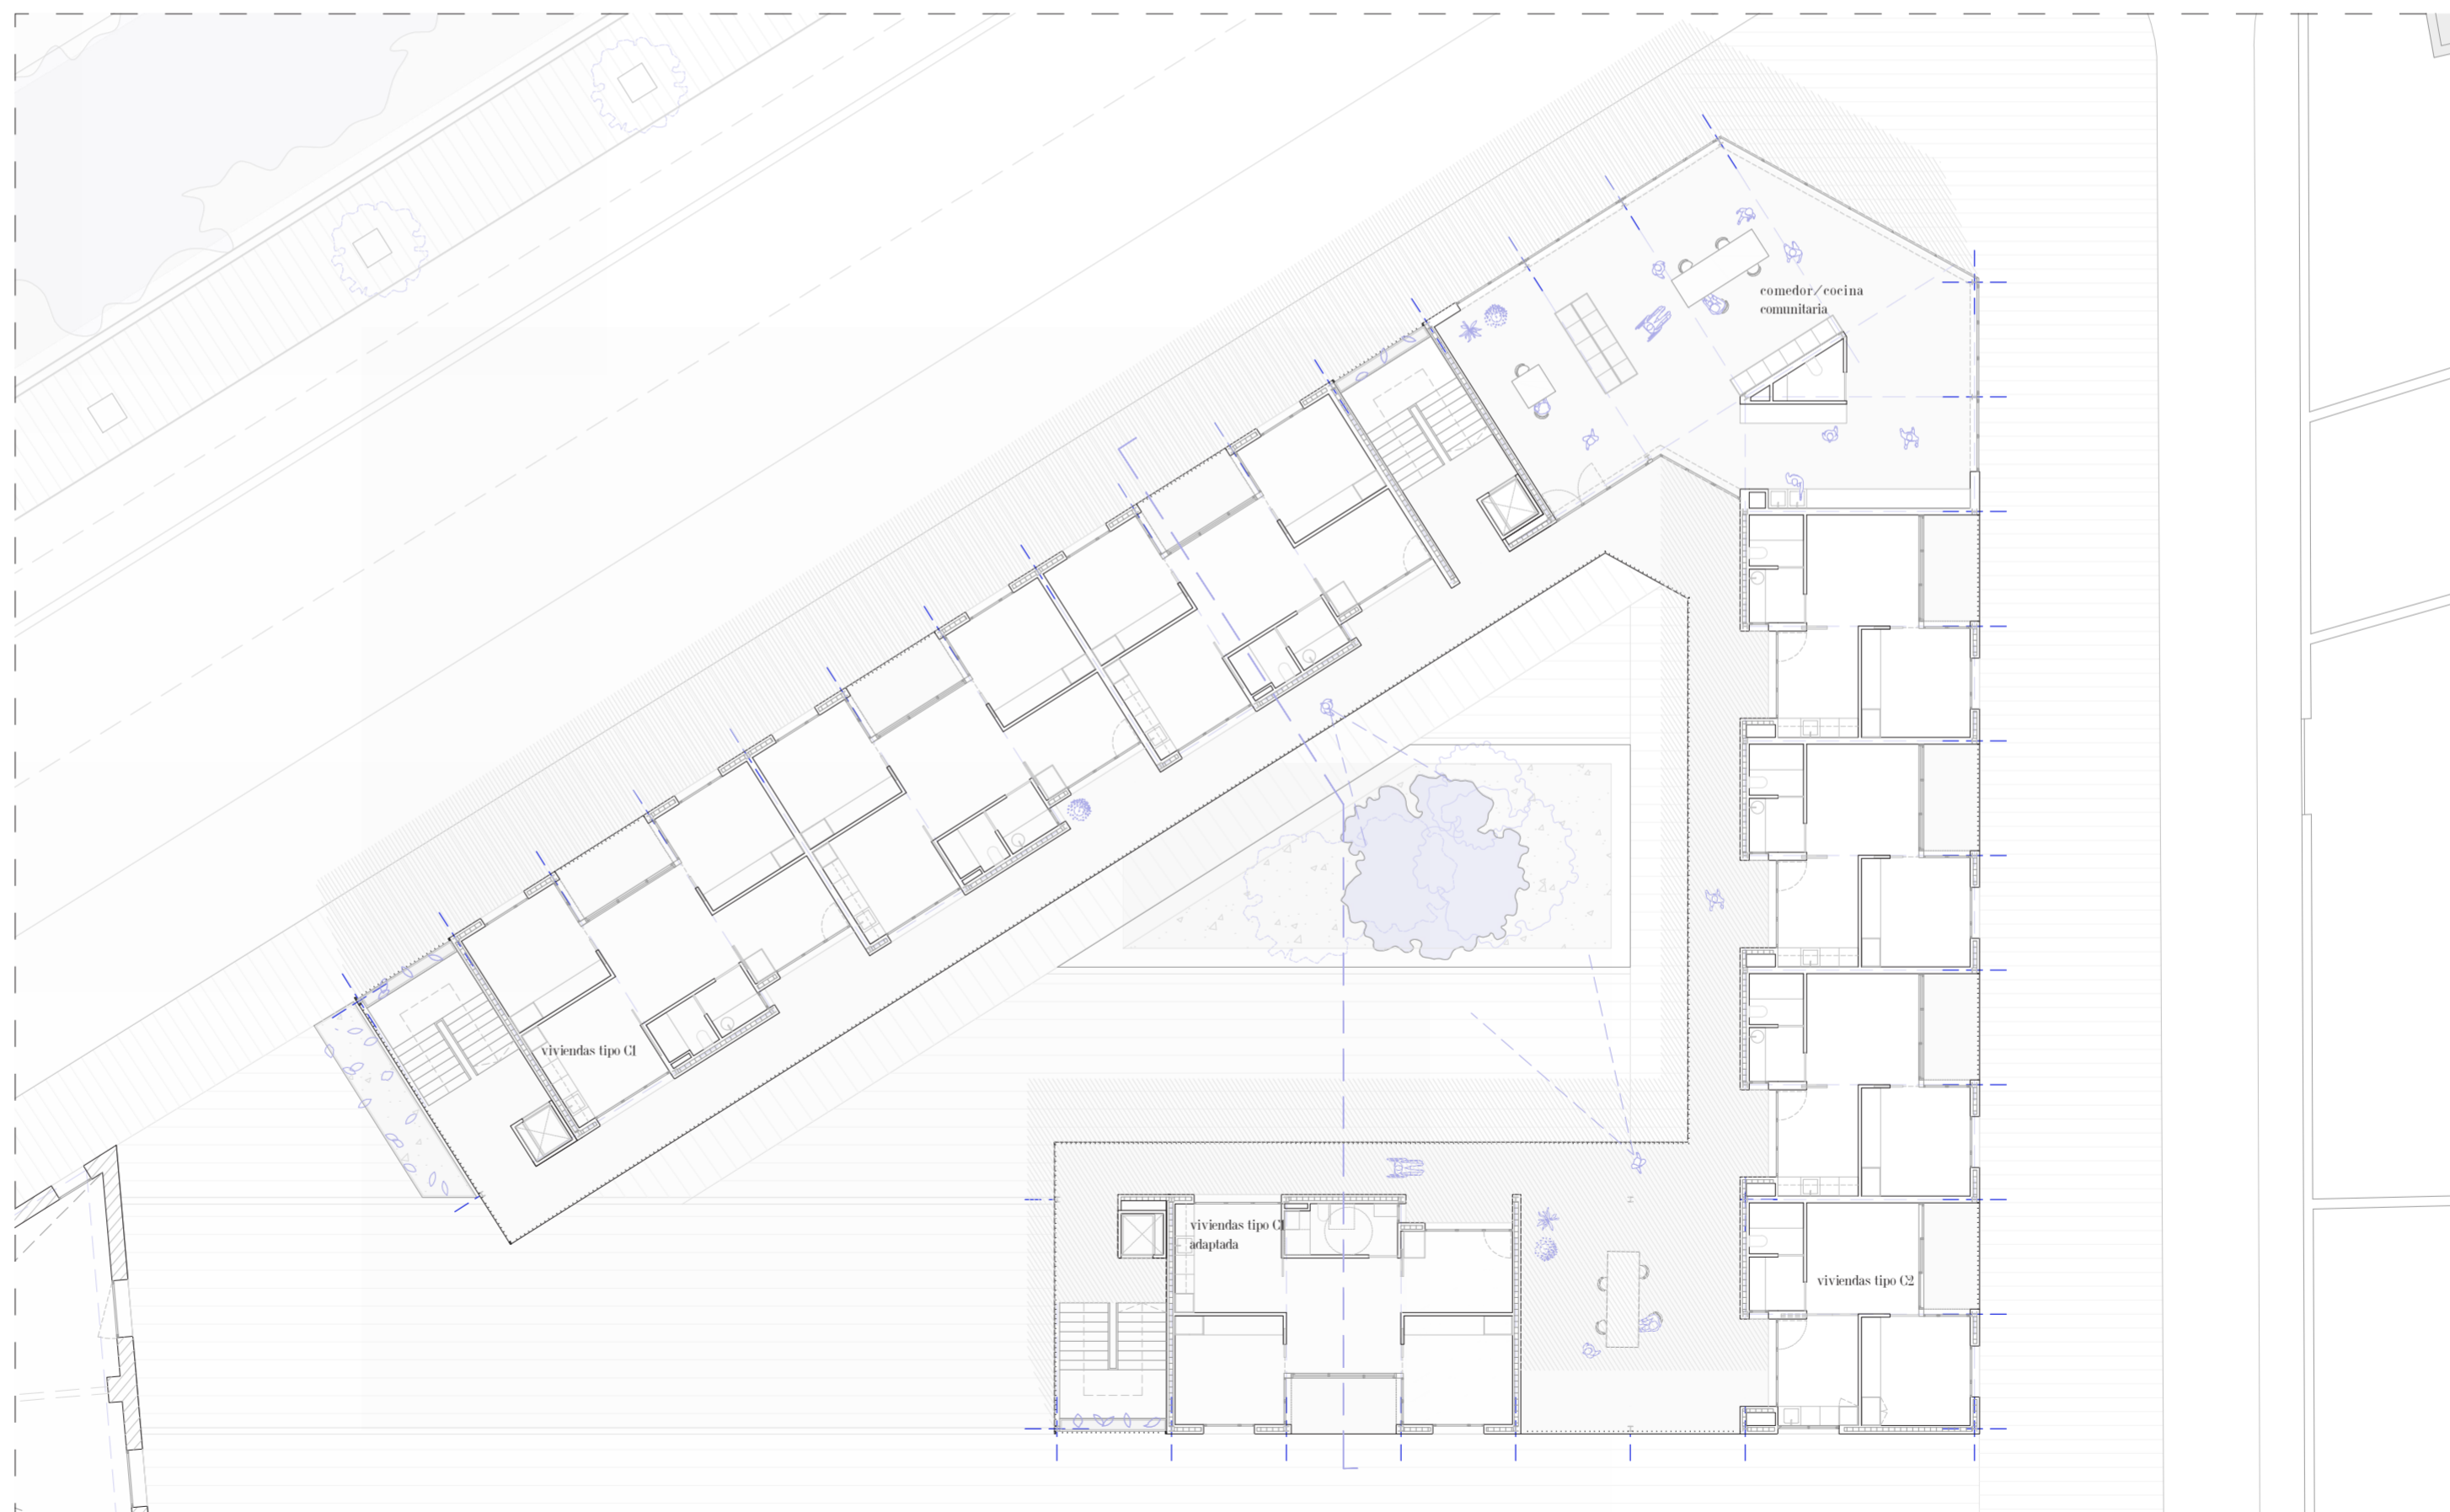 comedor/cocina
comunitaria
viviendas tipo C1
viviendas tipo C1
adaptada
viviendas tipo C2